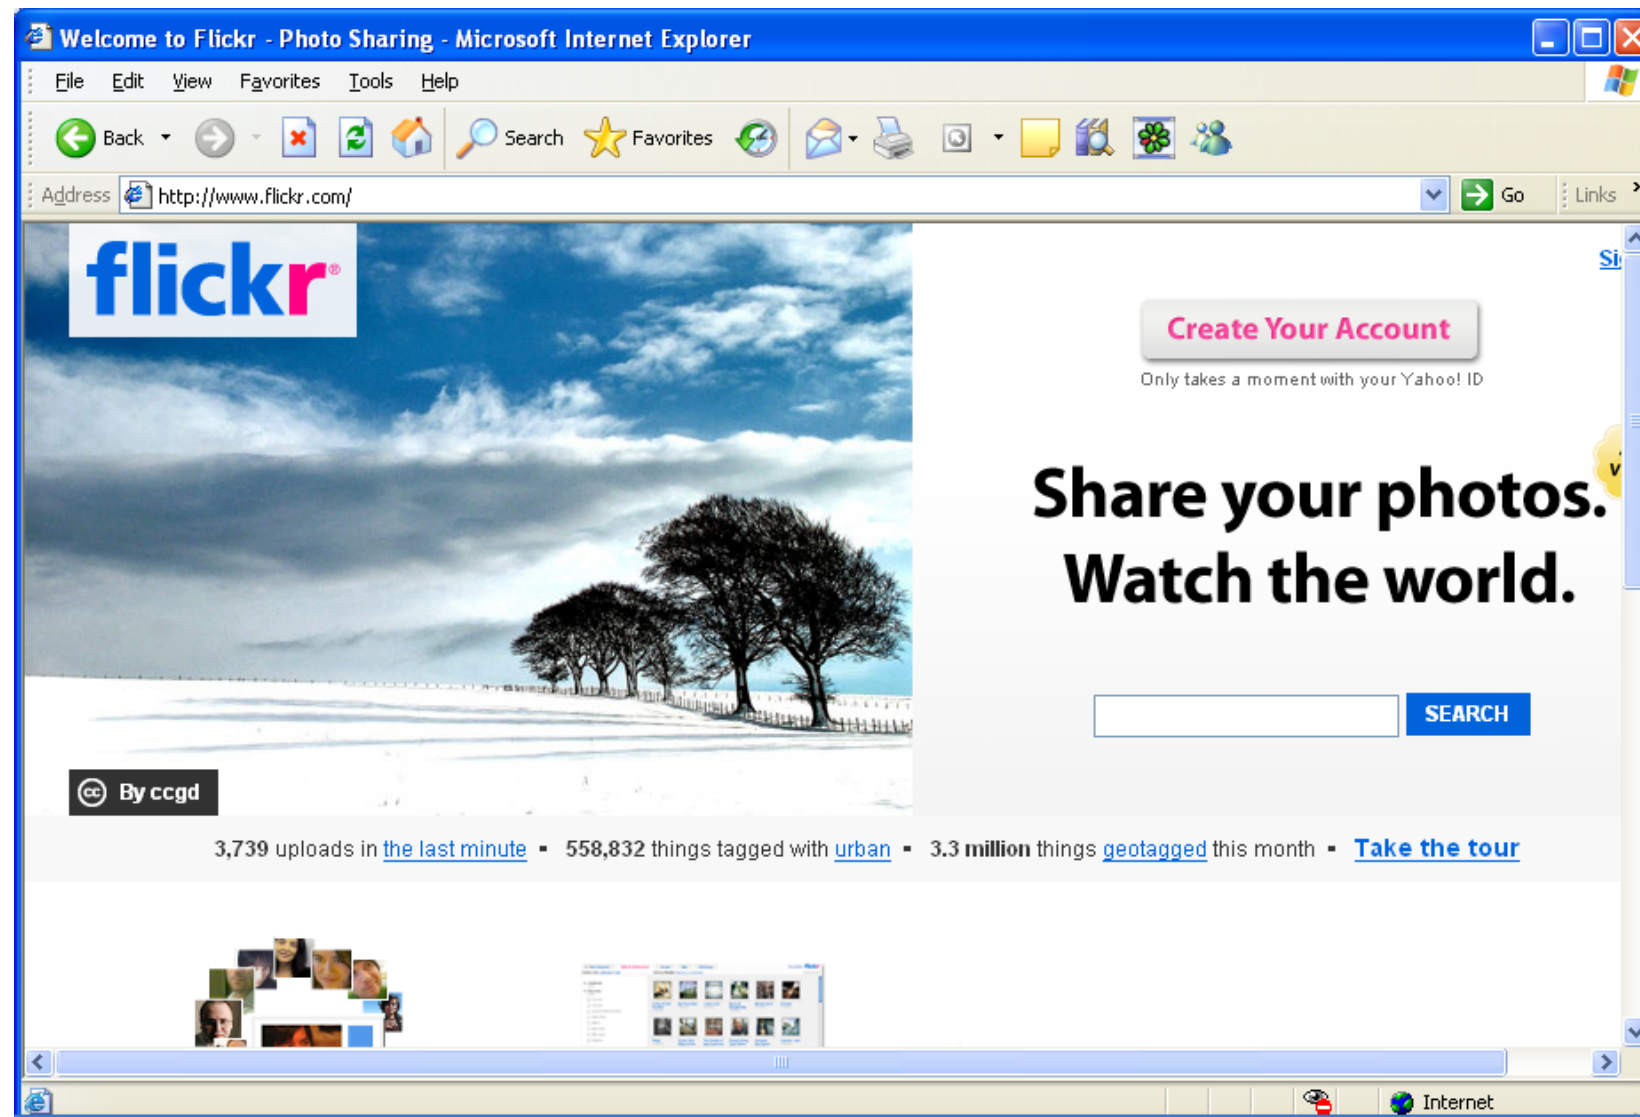 Welcome to Flickr - Photo Sharing - Microsoft Internet Explorer
File Edit View Favorites Tools Help
Back Search Favorites
Address http://www.flickr.com/ Go Links
flickr®
Create Your Account
Only takes a moment with your Yahoo! ID
Share your photos.
Watch the world.
SEARCH
cc By ccgd
3,739 uploads in the last minute ▪ 558,832 things tagged with urban ▪ 3.3 million things geotagged this month ▪ Take the tour
flickr
Internet